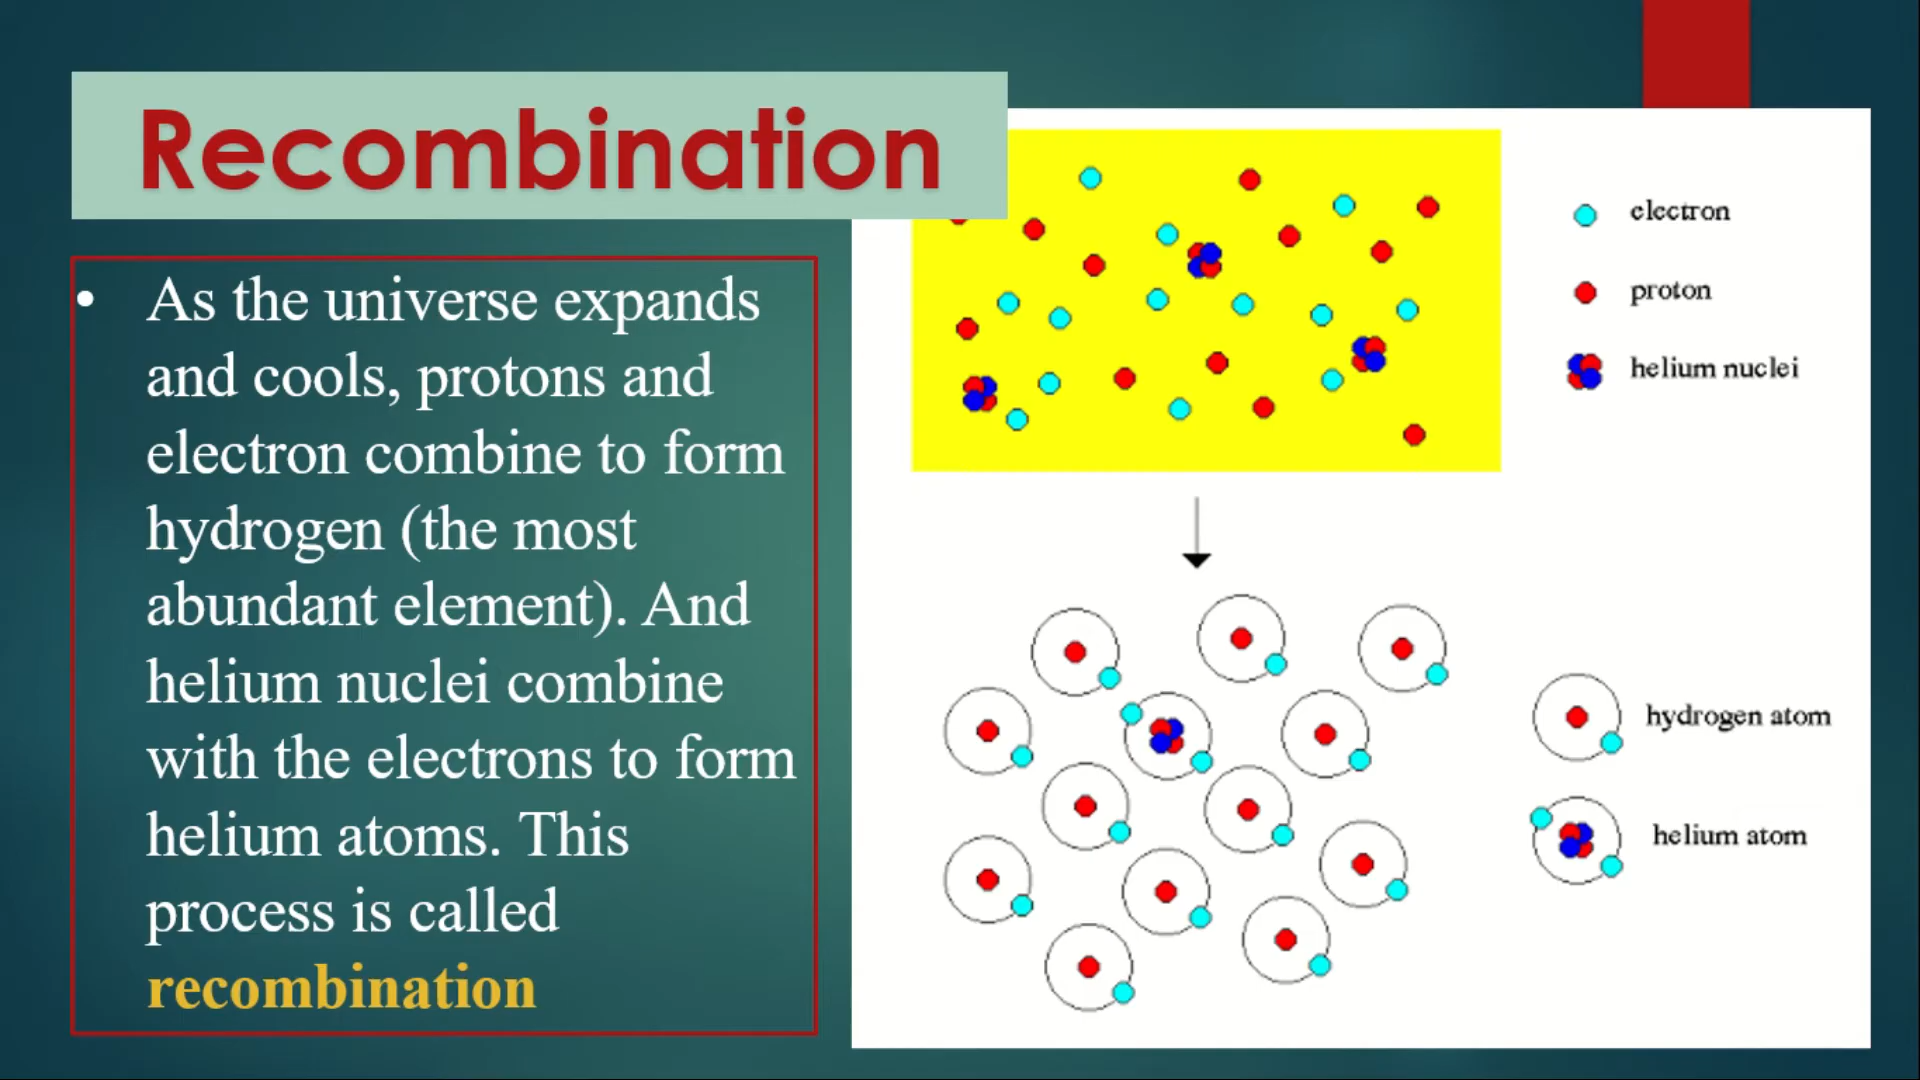 Recombination
• As the universe expands
and cools, protons and
electron combine to form
hydrogen (the most
abundant element). And
helium nuclei combine
with the electrons to form
helium atoms. This
process is called
recombination
electron
proton
helium nuclei
hydrogen atom
helium atom